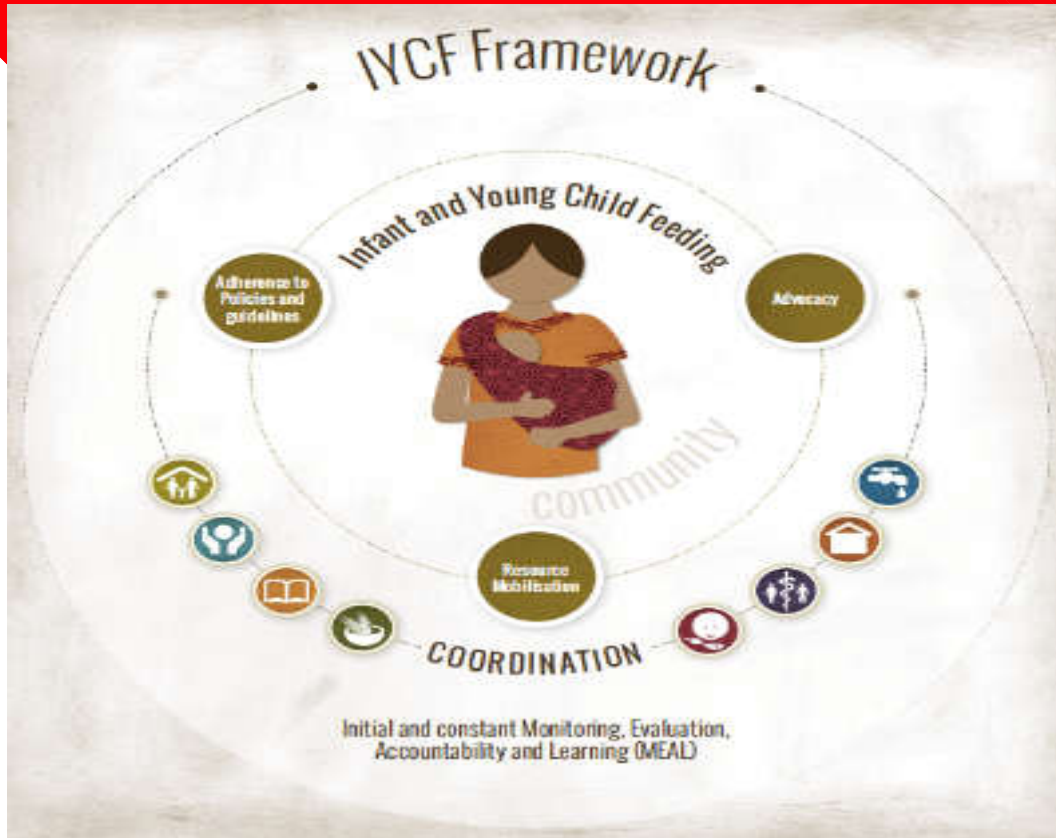 IYCF Framework
Infant and Young Child Feeding
Adherence to
Policies and
guidelines
Advocacy
community
Resource
Mobilisation
COORDINATION
Initial and constant Monitoring, Evaluation,
Accountability and Learning (MEAL)